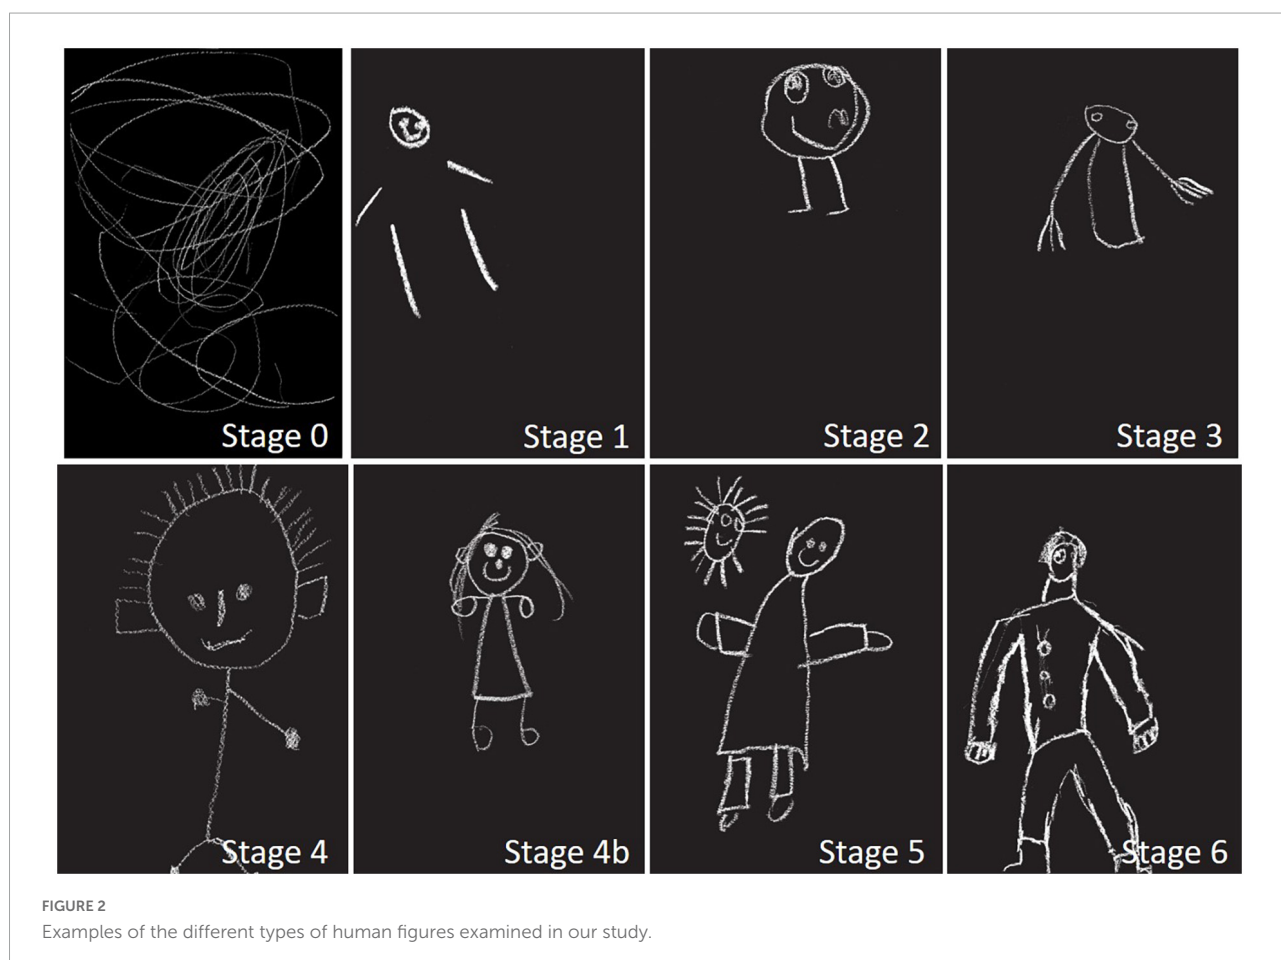 Stage 0
Stage 1
Stage 2
Stage 3
Stage 4
Stage 4b
Stage 5
Stage 6
FIGURE 2
Examples of the different types of human figures examined in our study.